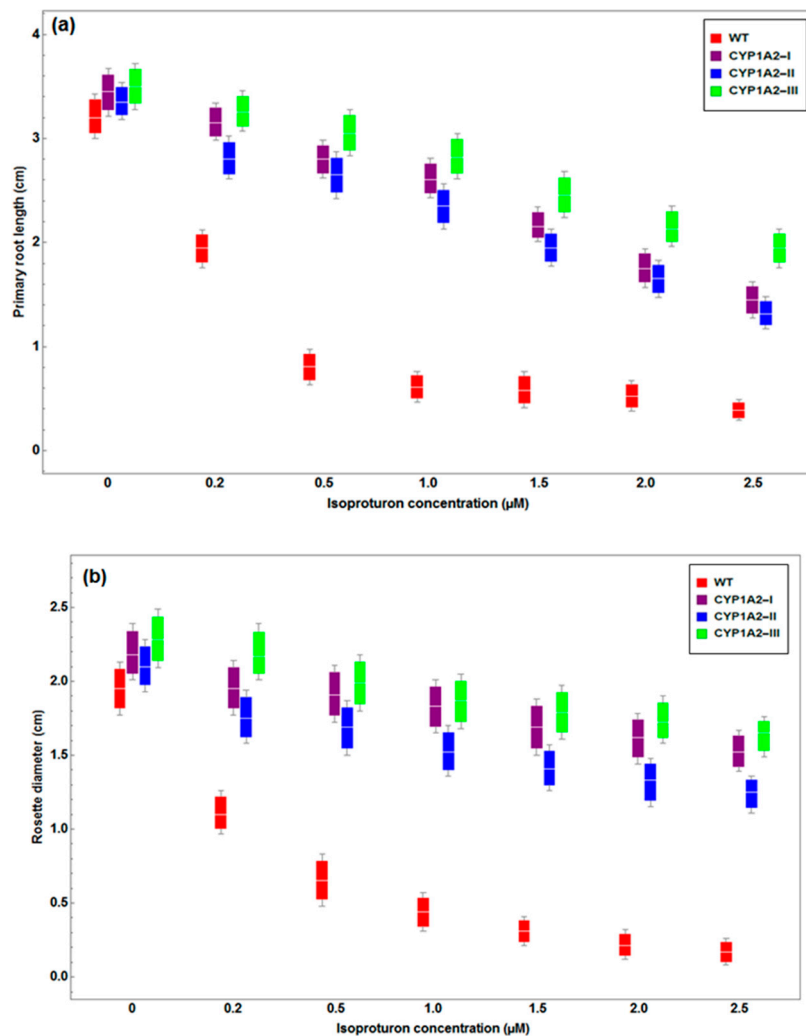 (a)
WT
CYP1A2–I
CYP1A2–II
CYP1A2–III
Primary root length (cm)
4
3
2
1
0
0 0.2 0.5 1.0 1.5 2.0 2.5
Isoproturon concentration (µM)
(b)
WT
CYP1A2–I
CYP1A2–II
CYP1A2–III
Rosette diameter (cm)
2.5
2.0
1.5
1.0
0.5
0.0
0 0.2 0.5 1.0 1.5 2.0 2.5
Isoproturon concentration (µM)